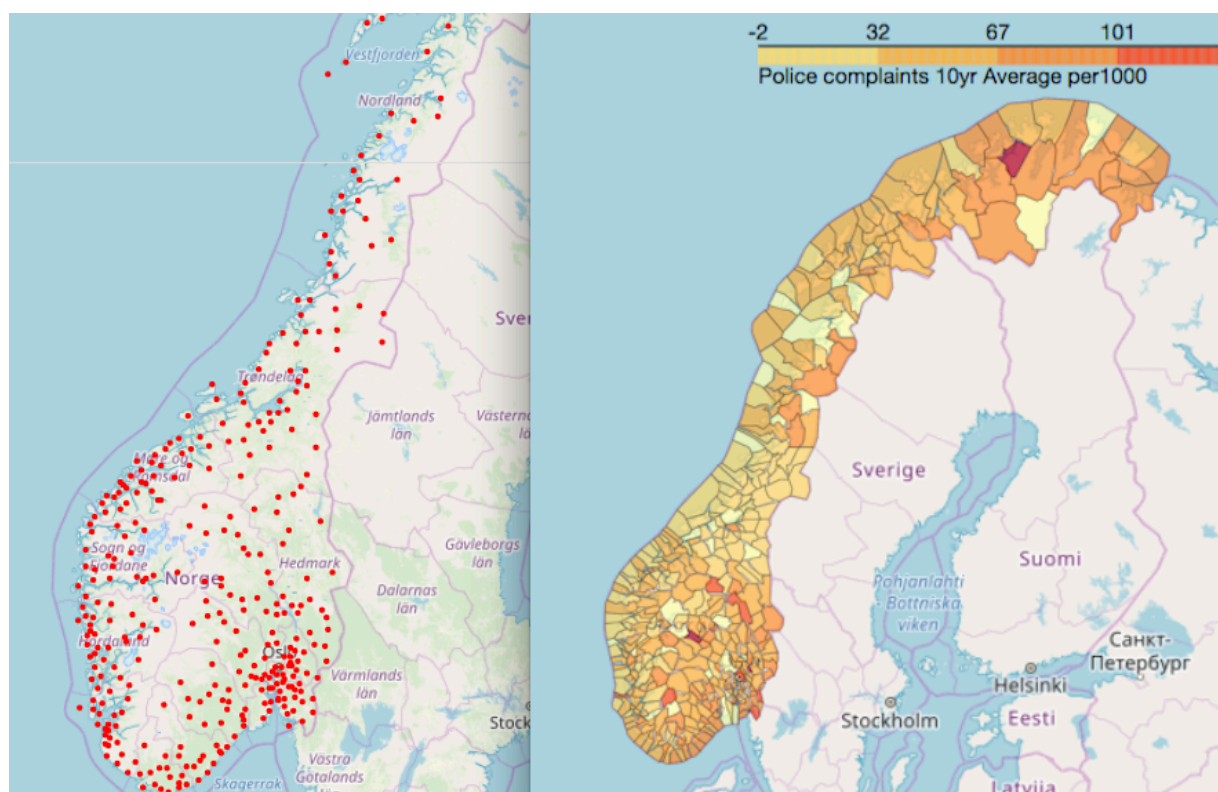 Vestfjorden
Nordland
Sver
Trøndelag
Jämtlands
län
Västerno
lä
Møre og
Romsdal
Sogn og
Fjordane
Norge
Hedmark
Gävleborgs
län
Dalarnas
län
Hordaland
Oslo
Värmlands
län
Stock
Västra
Götalands
län
Skagerrak
-2 32 67 101
Police complaints 10yr Average per1000
Sverige
Suomi
Pohjanlahti
- Bottniska
viken
Санкт-
Петербург
Helsinki
Stockholm
Eesti
Latvija